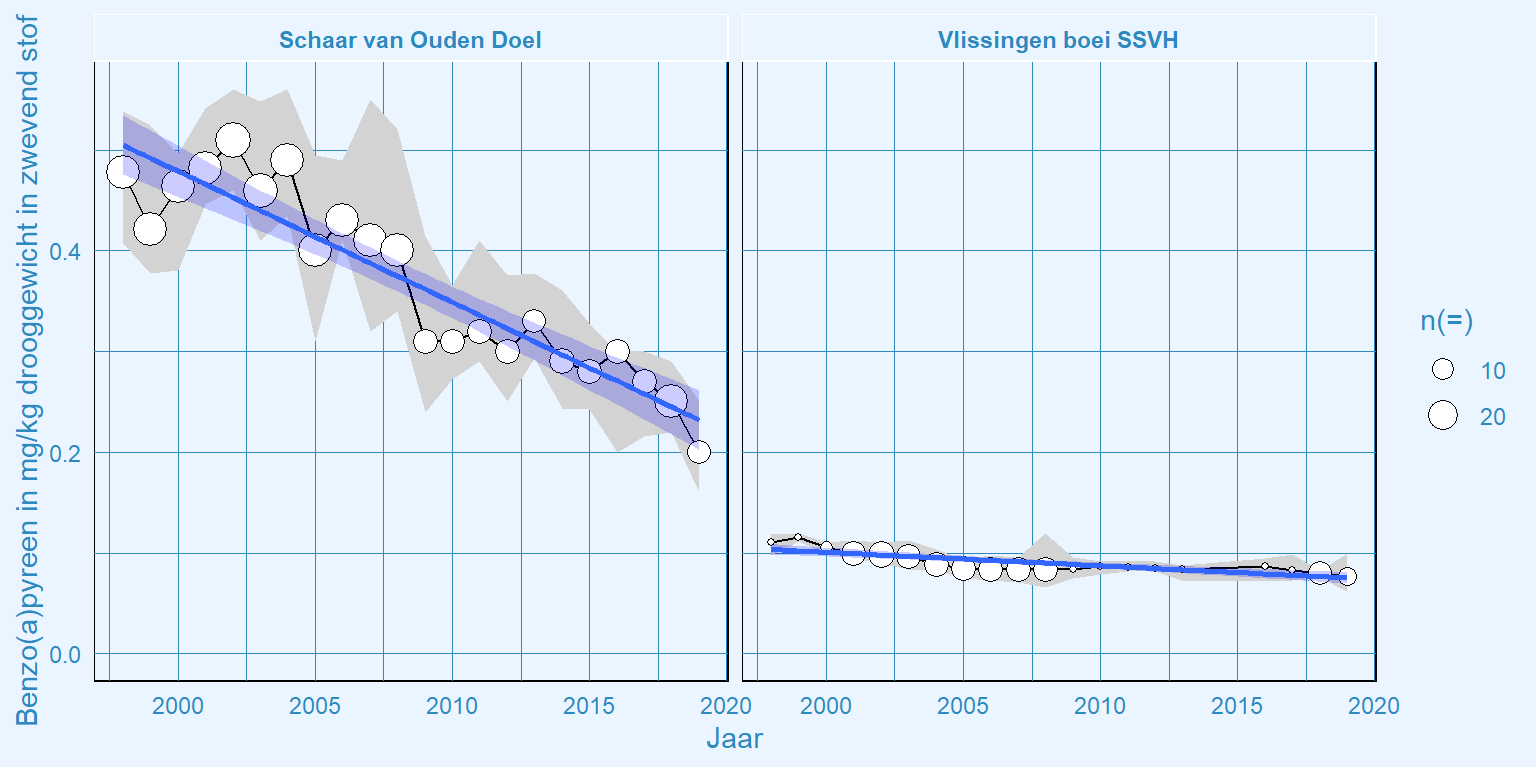 Schaar van Ouden Doel
Vlissingen boei SSVH
Benzo(a)pyreen in mg/kg drooggewicht in zwevend stof
0.4
0.2
0.0
2000 2005 2010 2015 2020
2000 2005 2010 2015 2020
Jaar
n(=)
10
20